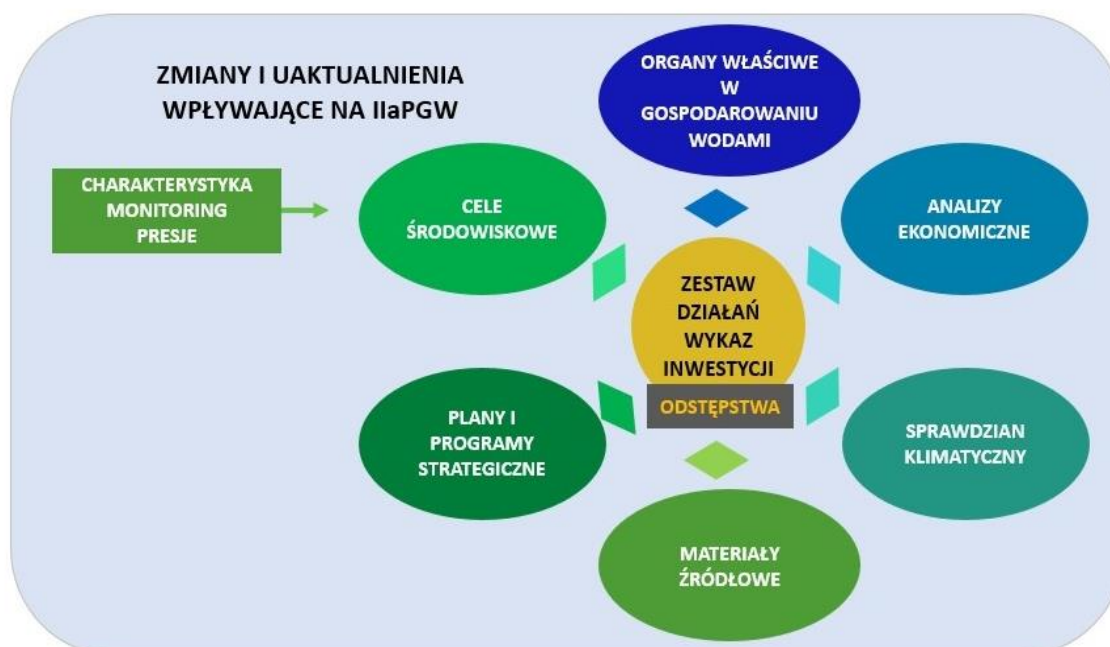 ZMIANY I UAKTUALNIENIA
WPŁYWAJĄCE NA IIaPGW
ORGANY WŁAŚCIWE
W
GOSPODAROWANIU
WODAMI
CHARAKTERYSTYKA
MONITORING
PRESJE
CELE
ŚRODOWISKOWE
ANALIZY
EKONOMICZNE
ZESTAW
DZIAŁAŃ
WYKAZ
INWESTYCJI
ODSTĘPSTWA
PLANY I
PROGRAMY
STRATEGICZNE
SPRAWDZIAN
KLIMATYCZNY
MATERIAŁY
ŹRÓDŁOWE